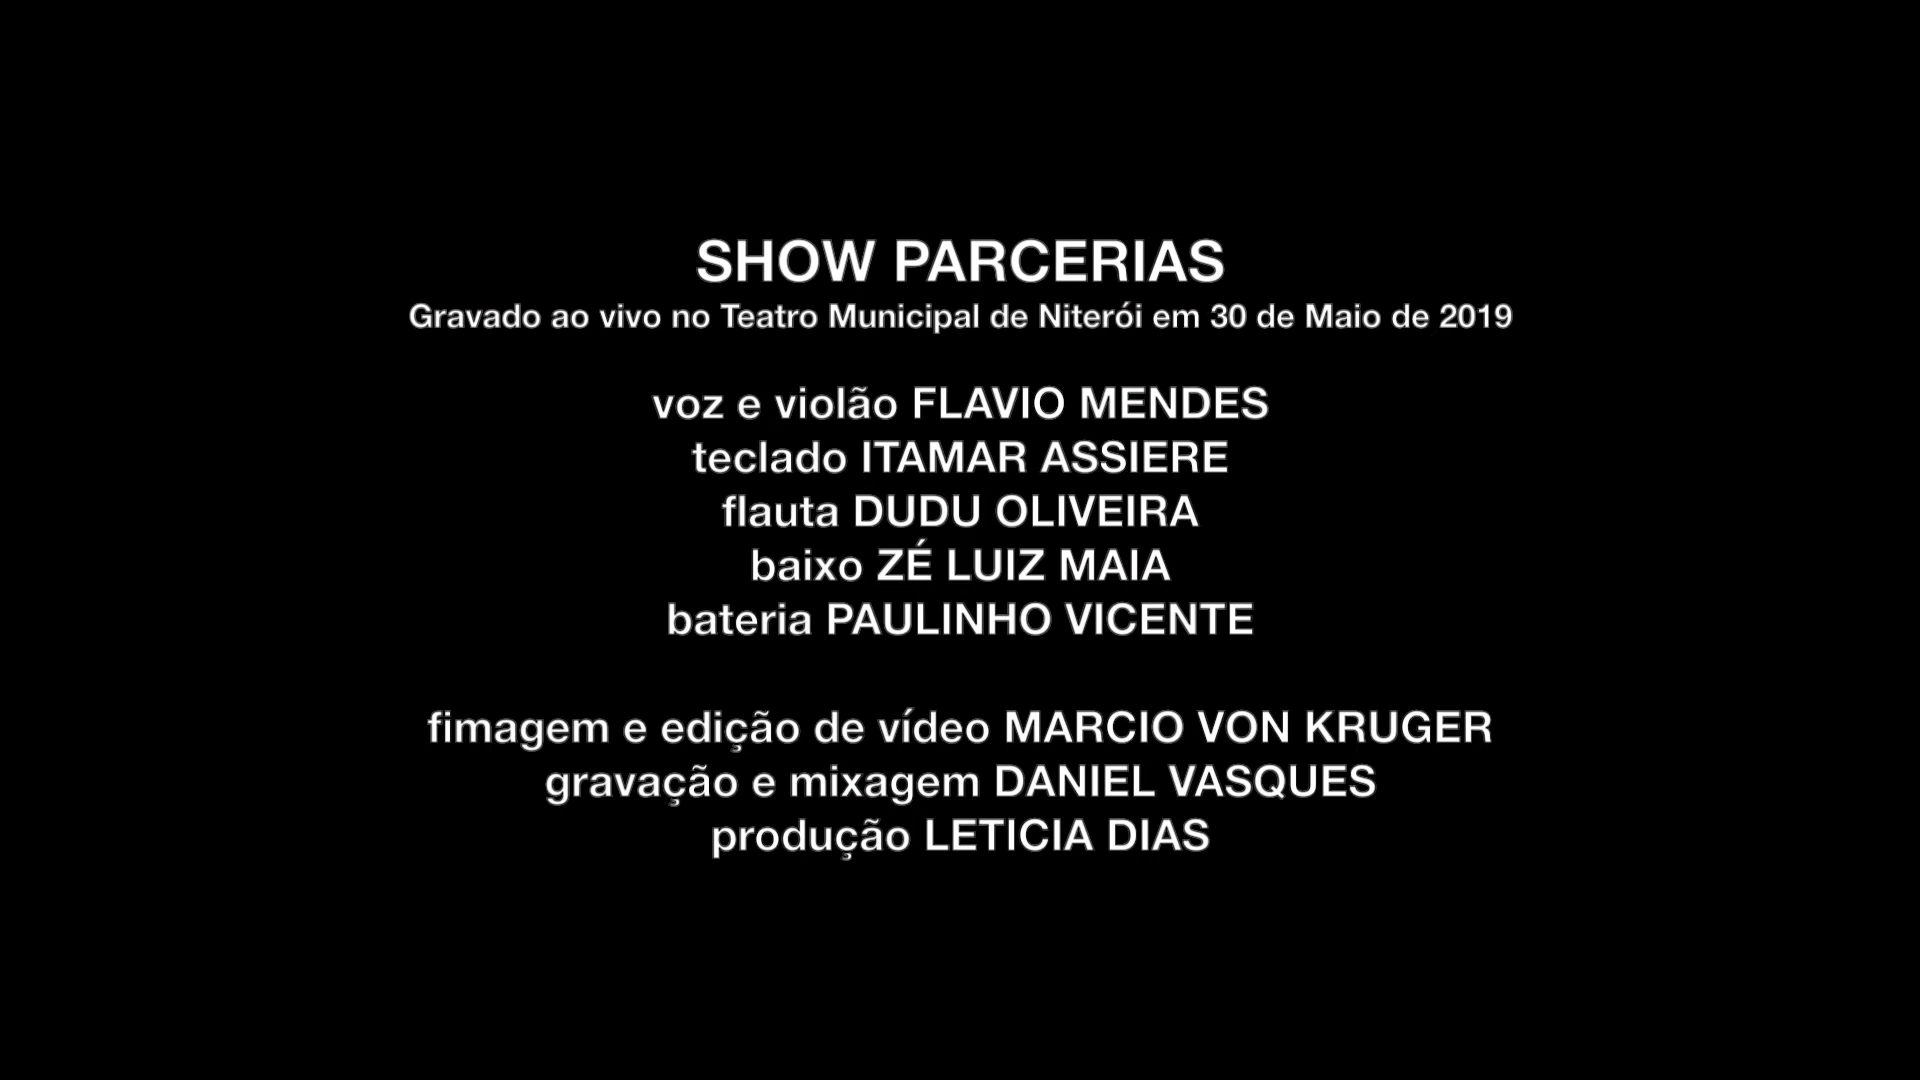 SHOW PARCERIAS
Gravado ao vivo no Teatro Municipal de Niterói em 30 de Maio de 2019
voz e violão FLAVIO MENDES
teclado ITAMAR ASSIERE
flauta DUDU OLIVEIRA
baixo ZÉ LUIZ MAIA
bateria PAULINHO VICENTE
fimagem e edição de vídeo MARCIO VON KRUGER
gravação e mixagem DANIEL VASQUES
produção LETICIA DIAS